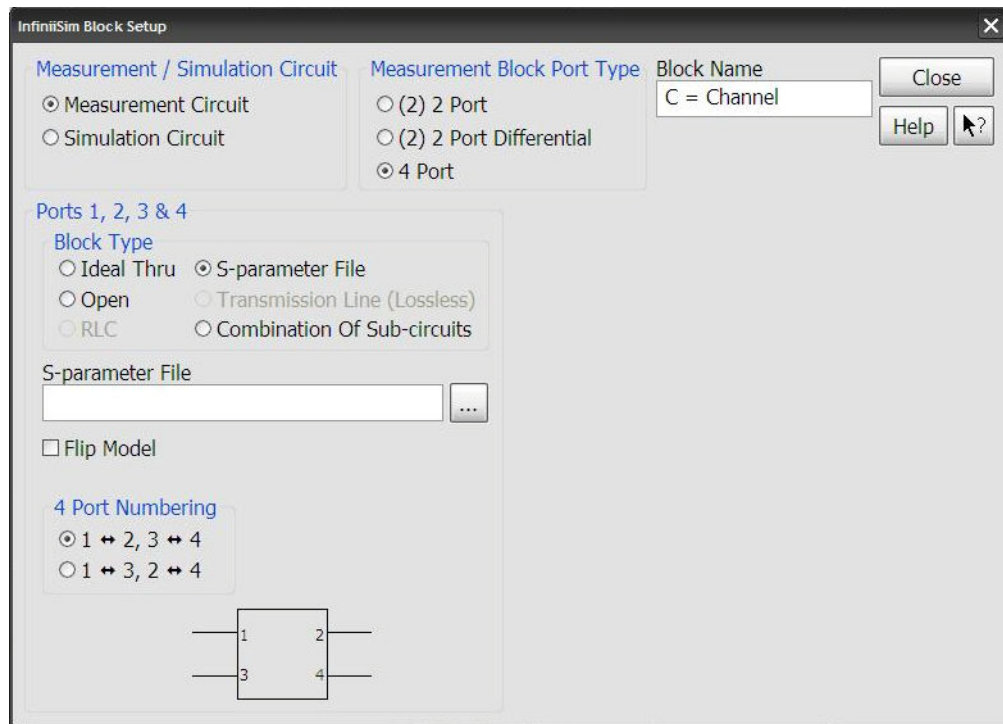 InfiniiSim Block Setup
Measurement / Simulation Circuit
Measurement Circuit
Simulation Circuit
Measurement Block Port Type
(2) 2 Port
(2) 2 Port Differential
4 Port
Block Name
C = Channel
Close
Help
?
Ports 1, 2, 3 & 4
Block Type
Ideal Thru
S-parameter File
Open
Transmission Line (Lossless)
RLC
Combination Of Sub-circuits
S-parameter File
...
Flip Model
4 Port Numbering
1 ↔ 2, 3 ↔ 4
1 ↔ 3, 2 ↔ 4
1 2
3 4